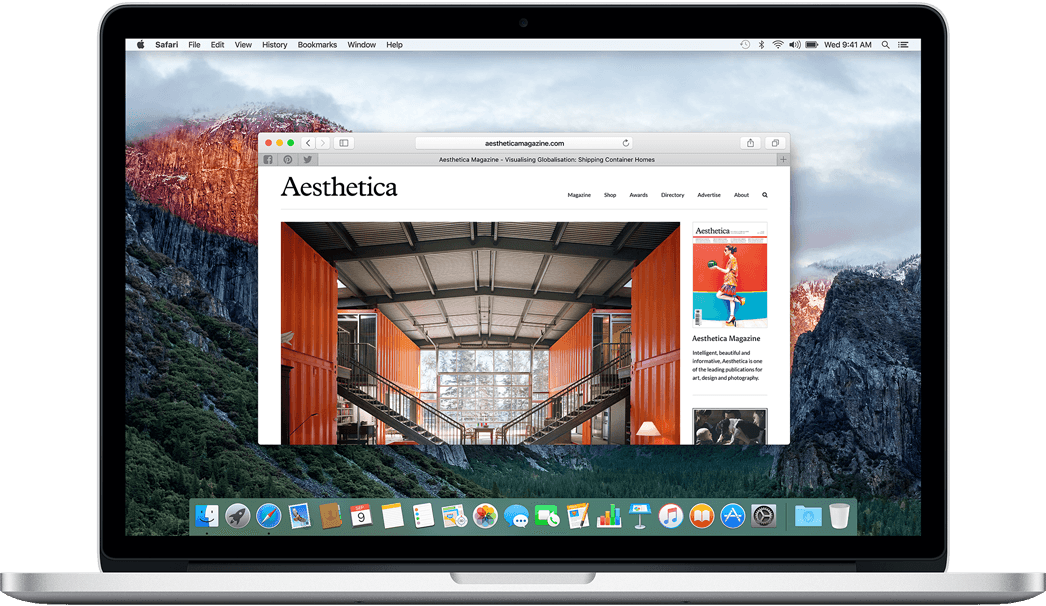 Safari File Edit View History Bookmarks Window Help Wed 9:41 AM
aestheticamagazine.com
Aesthetica Magazine - Visualising Globalisation: Shipping Container Homes
Aesthetica
Magazine Shop Awards Directory Advertise About
Aesthetica
Aesthetica Magazine
Intelligent, beautiful and
informative, Aesthetica is one
of the leading publications for
art, design and photography.
SEP
9